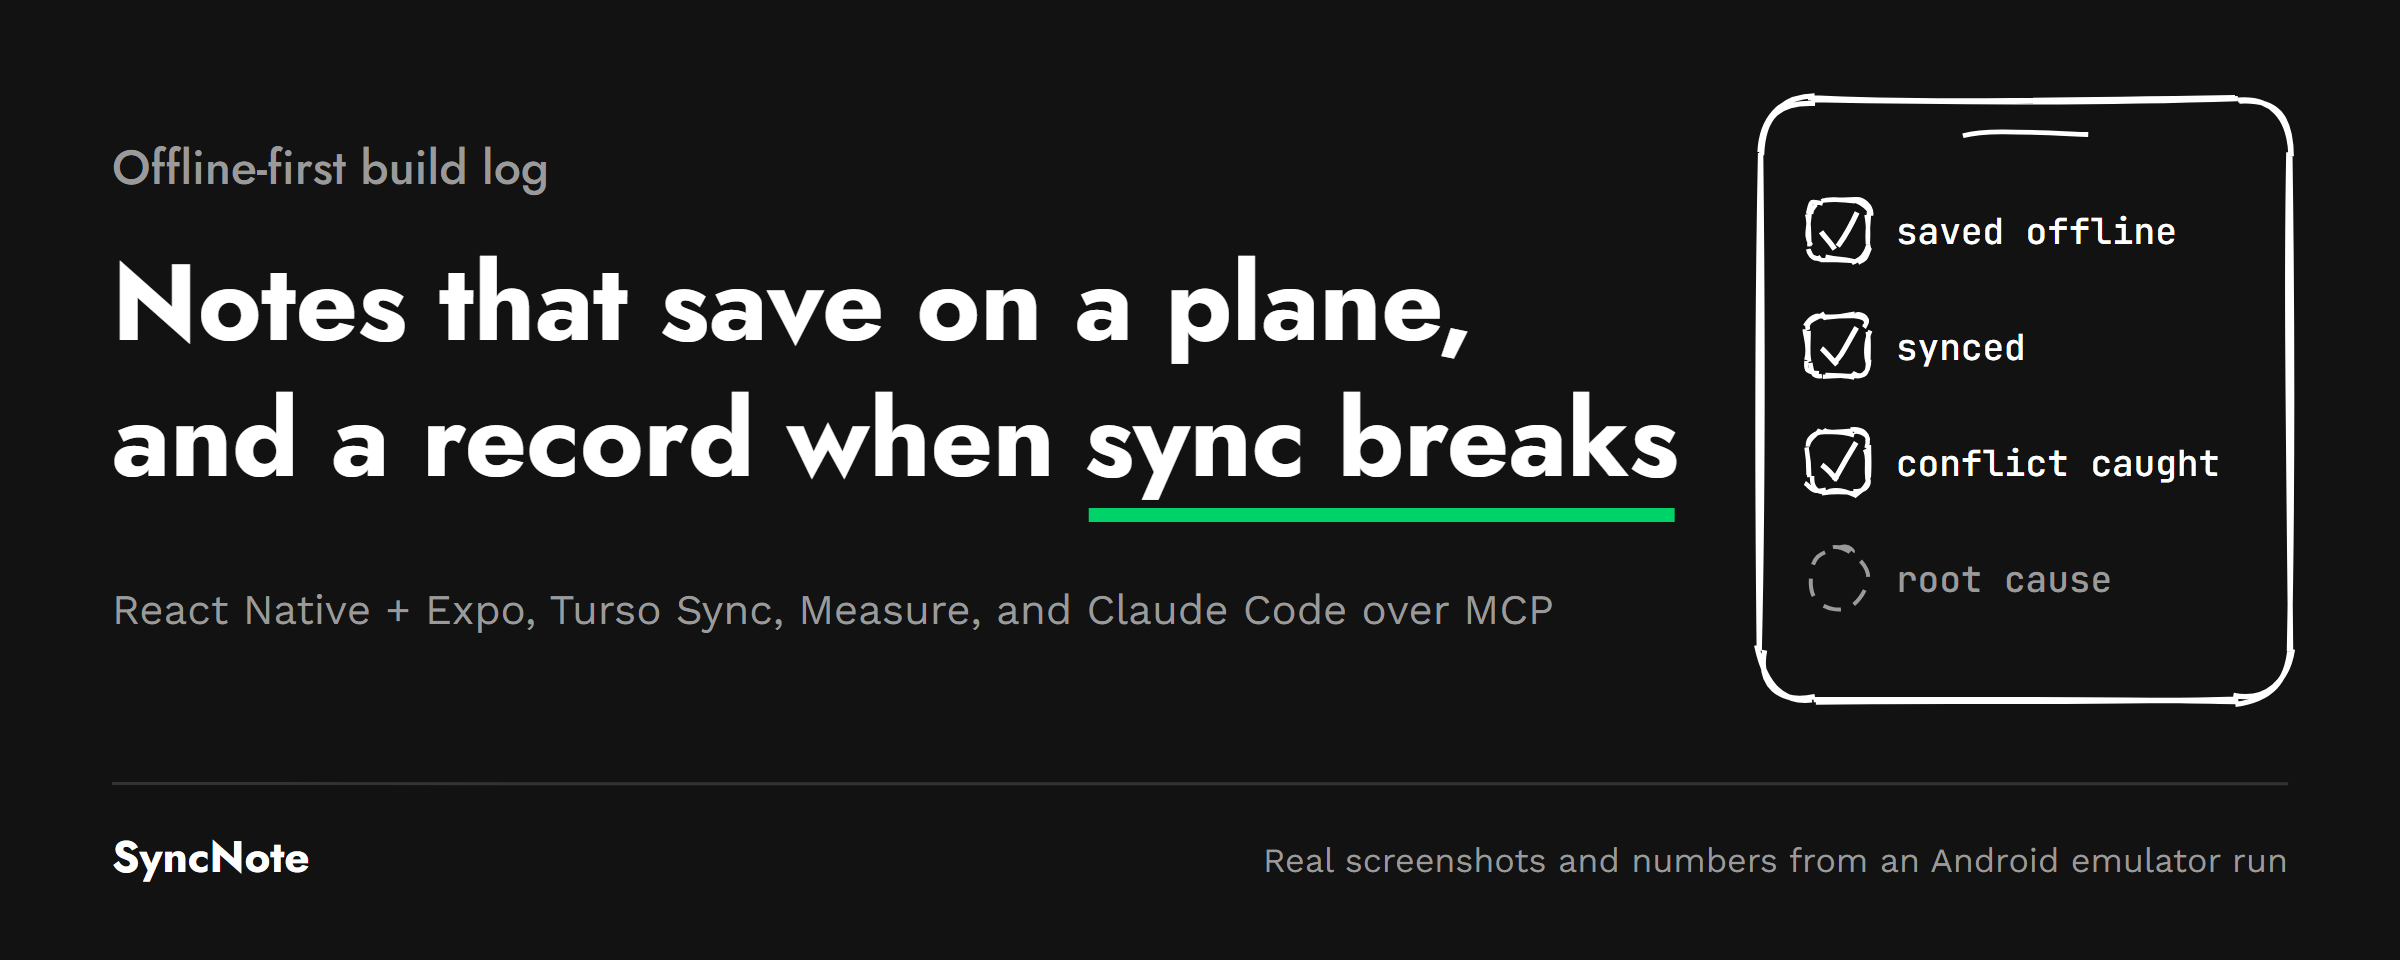 Offline-first build log
Notes that save on a plane,
and a record when sync breaks
React Native + Expo, Turso Sync, Measure, and Claude Code over MCP
saved offline
synced
conflict caught
root cause
SyncNote
Real screenshots and numbers from an Android emulator run